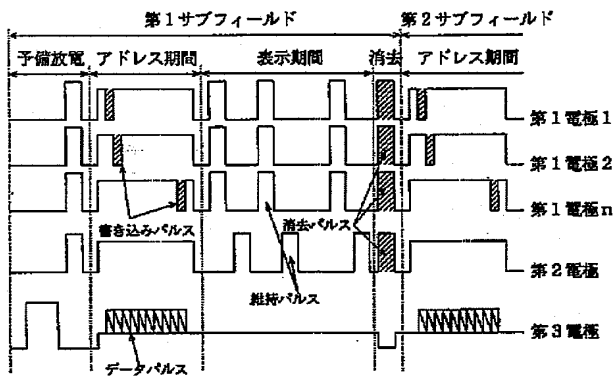 第1サブフィールド
第2サブフィールド
予備放電
アドレス期間
表示期間
消去
アドレス期間
第1電極1
第1電極2
第1電極n
書き込みパルス
消去パルス
第2電極
維持パルス
第3電極
データパルス